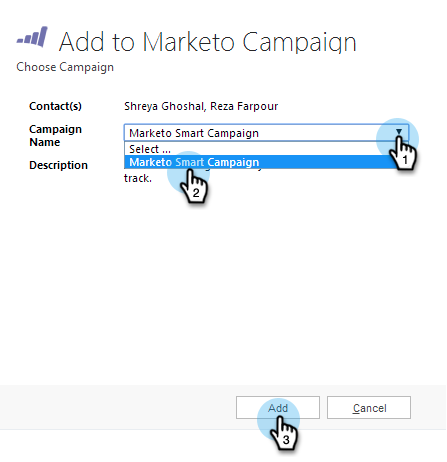 Add to Marketo Campaign
Choose Campaign
Contact(s) Shreya Ghoshal, Reza Farpour
Campaign Name Marketo Smart Campaign
1
Select ...
Marketo Smart Campaign
2
Description
track.
Add Cancel
3